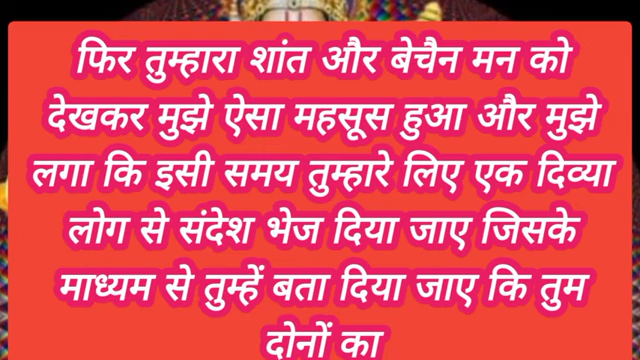 फिर तुम्हारा शांत और बेचैन मन को
देखकर मुझे ऐसा महसूस हुआ और मुझे
लगा कि इसी समय तुम्हारे लिए एक दिव्या
लोग से संदेश भेज दिया जाए जिसके
माध्यम से तुम्हें बता दिया जाए कि तुम
दोनों का